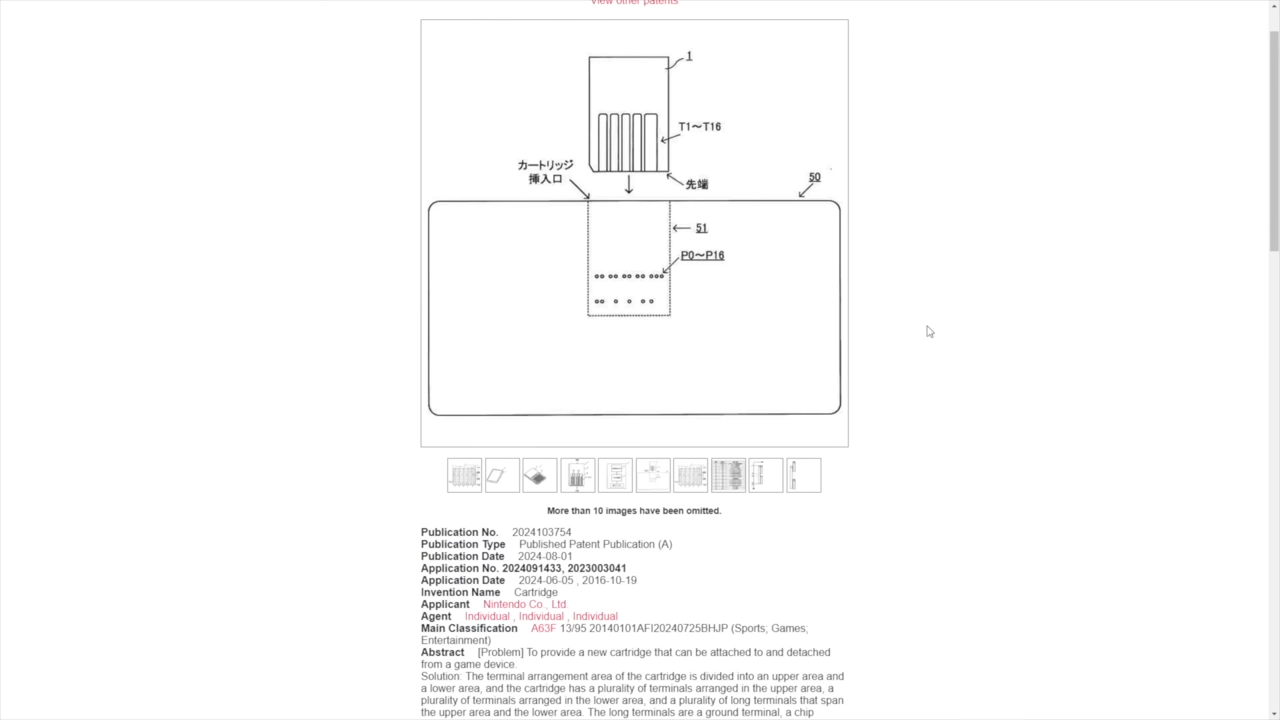 View other patents
1
T1～T16
カートリッジ
挿入口
先端
50
51
P0～P16
More than 10 images have been omitted.
Publication No. 2024103754
Publication Type Published Patent Publication (A)
Publication Date 2024-08-01
Application No. 2024091433, 2023003041
Application Date 2024-06-05 , 2016-10-19
Invention Name Cartridge
Applicant Nintendo Co., Ltd.
Agent Individual , Individual , Individual
Main Classification A63F 13/95 20140101AFI20240725BHJP (Sports; Games;
Entertainment)
Abstract [Problem] To provide a new cartridge that can be attached to and detached
from a game device.
Solution: The terminal arrangement area of the cartridge is divided into an upper area and
a lower area, and the cartridge has a plurality of terminals arranged in the upper area, a
plurality of terminals arranged in the lower area, and a plurality of long terminals that span
the upper area and the lower area. The long terminals are a ground terminal, a chip